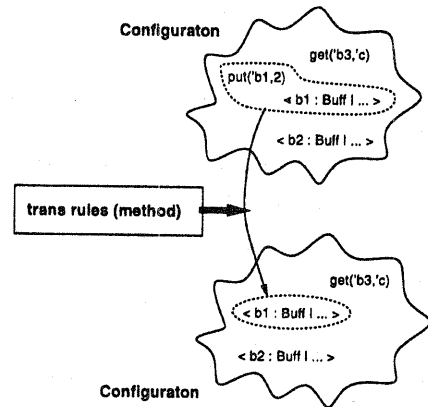 Configuraton
get('b3,'c)
put('b1,2)
< b1 : Buff I ... >
< b2 : Buff I ... >
trans rules (method)
get('b3,'c)
< b1 : Buff I ... >
< b2 : Buff I ... >
Configuraton